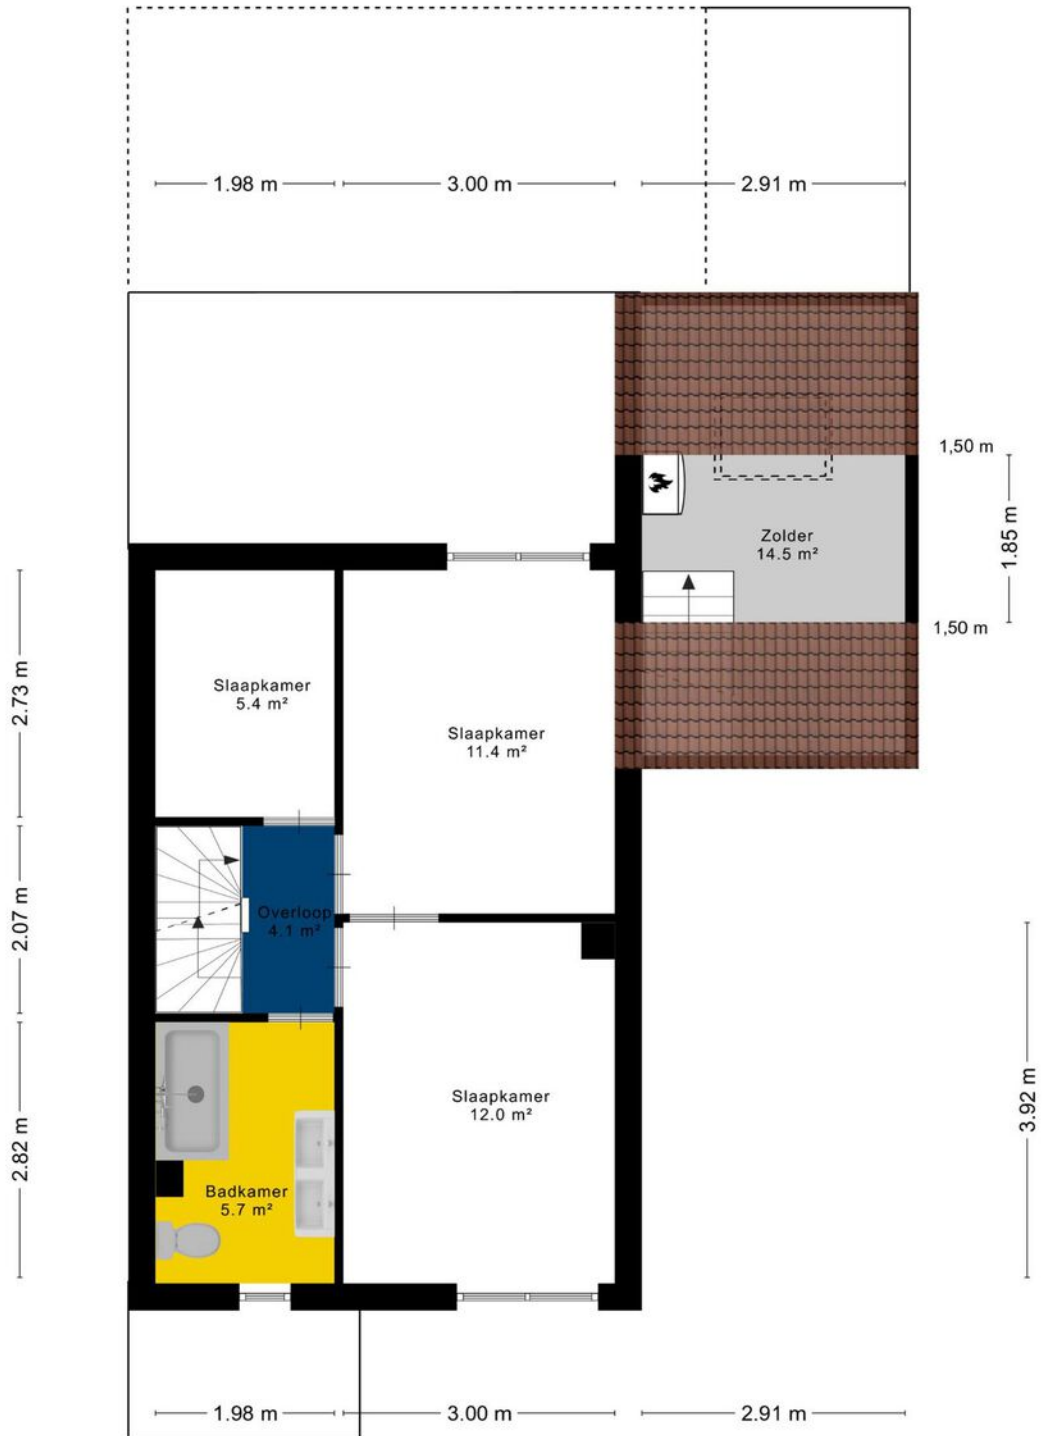 1.98 m
3.00 m
2.91 m
1,50 m
1.85 m
Zolder
14.5 m²
1,50 m
2.73 m
Slaapkamer
5.4 m²
Slaapkamer
11.4 m²
2.07 m
Overloop
4.1 m²
2.82 m
Slaapkamer
12.0 m²
3.92 m
Badkamer
5.7 m²
1.98 m
3.00 m
2.91 m